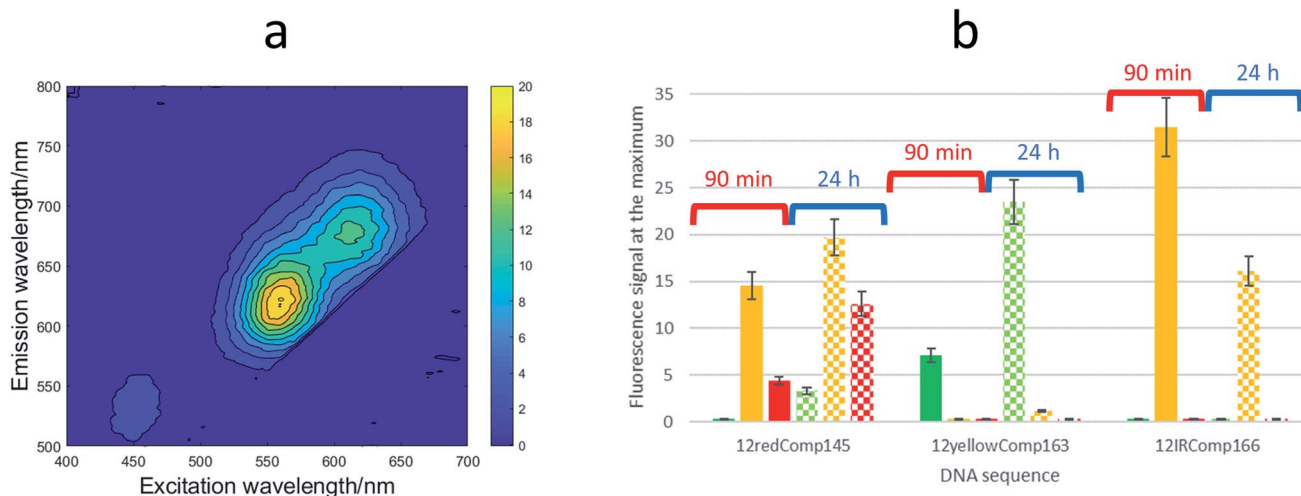 a
800
750
700
650
600
550
500
400
450
500
550
600
650
700
Emission wavelength/nm
Excitation wavelength/nm
20
18
16
14
12
10
8
6
4
2
0
b
90 min
24 h
90 min
24 h
90 min
24 h
35
30
25
20
15
10
5
0
Fluorescence signal at the maximum
12redComp145
12yellowComp163
12IRComp166
DNA sequence